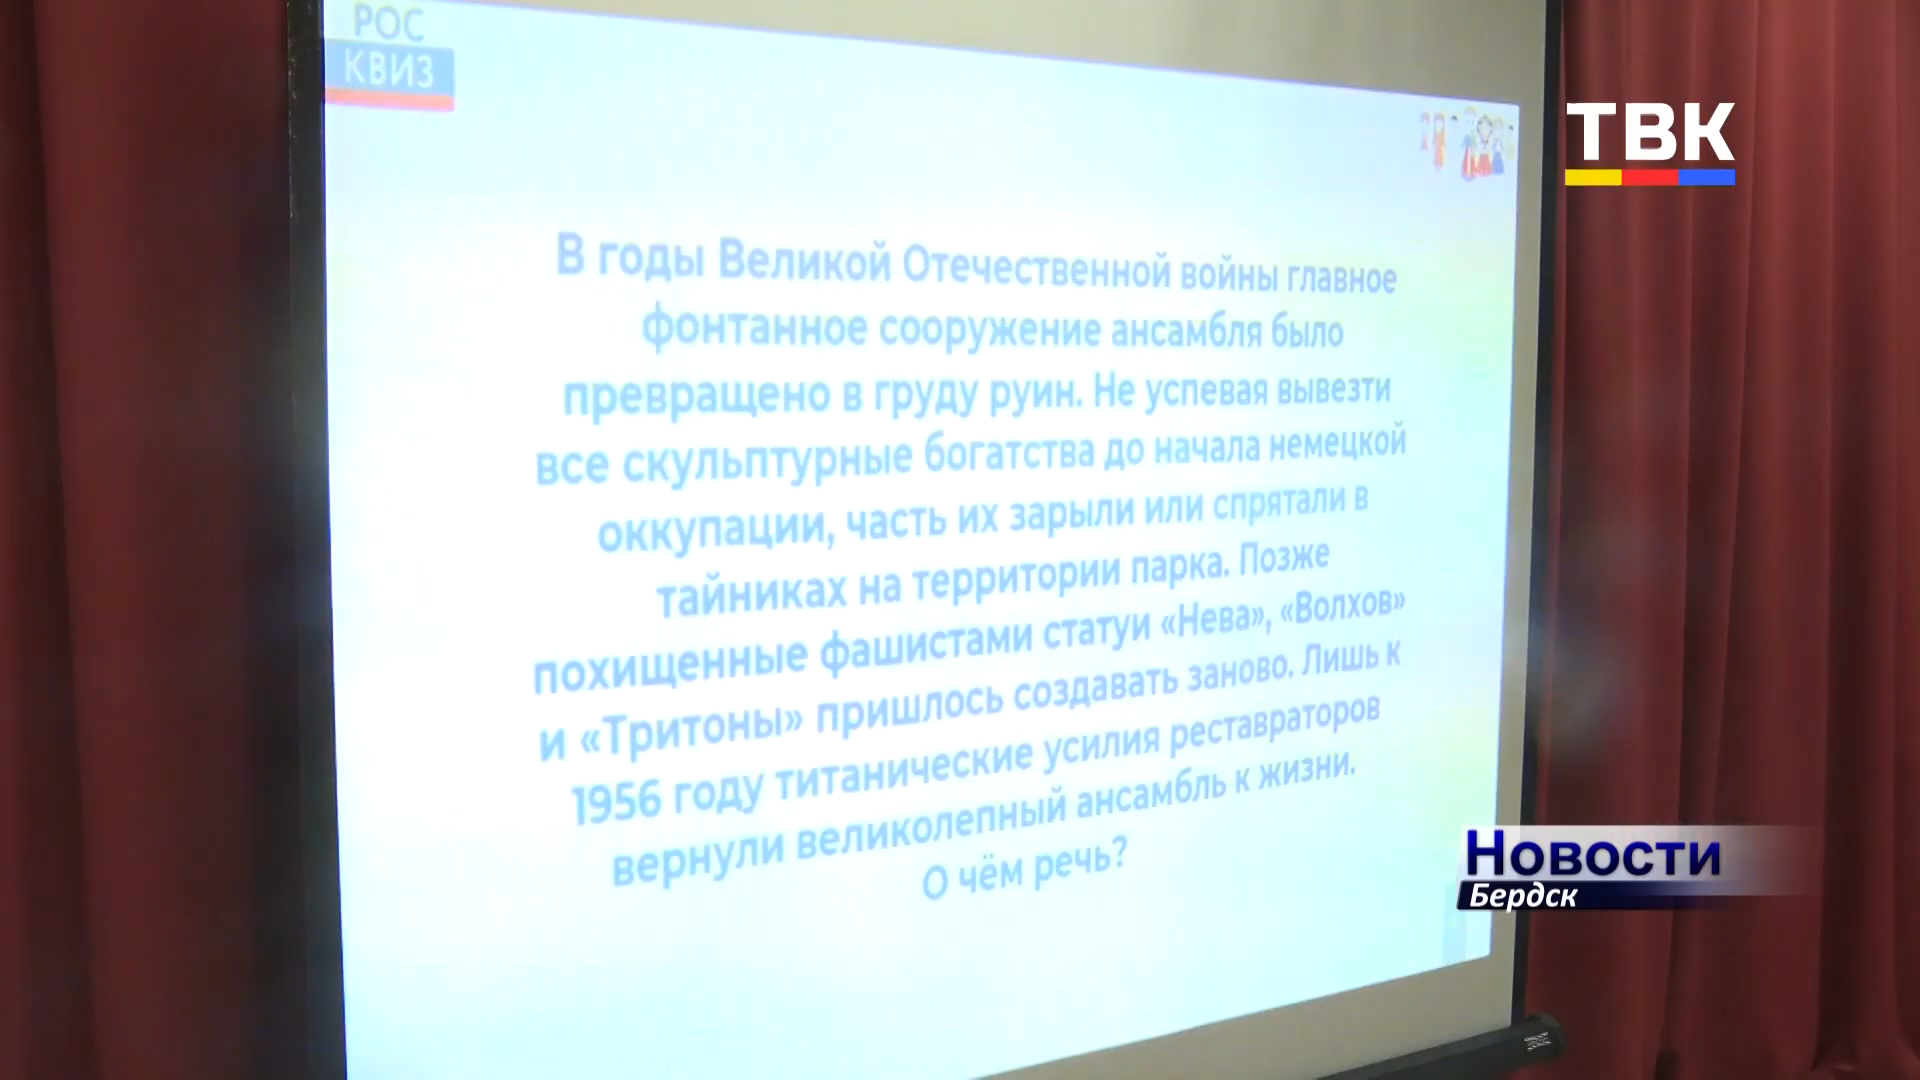 РОС
КВИЗ
ТВК
В годы Великой Отечественной войны главное
фонтанное сооружение ансамбля было
превращено в груду руин. Не успевая вывезти
все скульптурные богатства до начала немецкой
оккупации, часть их зарыли или спрятали в
тайниках на территории парка. Позже
похищенные фашистами статуи «Нева», «Волхов»
и «Тритоны» пришлось создавать заново. Лишь к
1956 году титанические усилия реставраторов
вернули великолепный ансамбль к жизни.
О чём речь?
Новости
Бердск